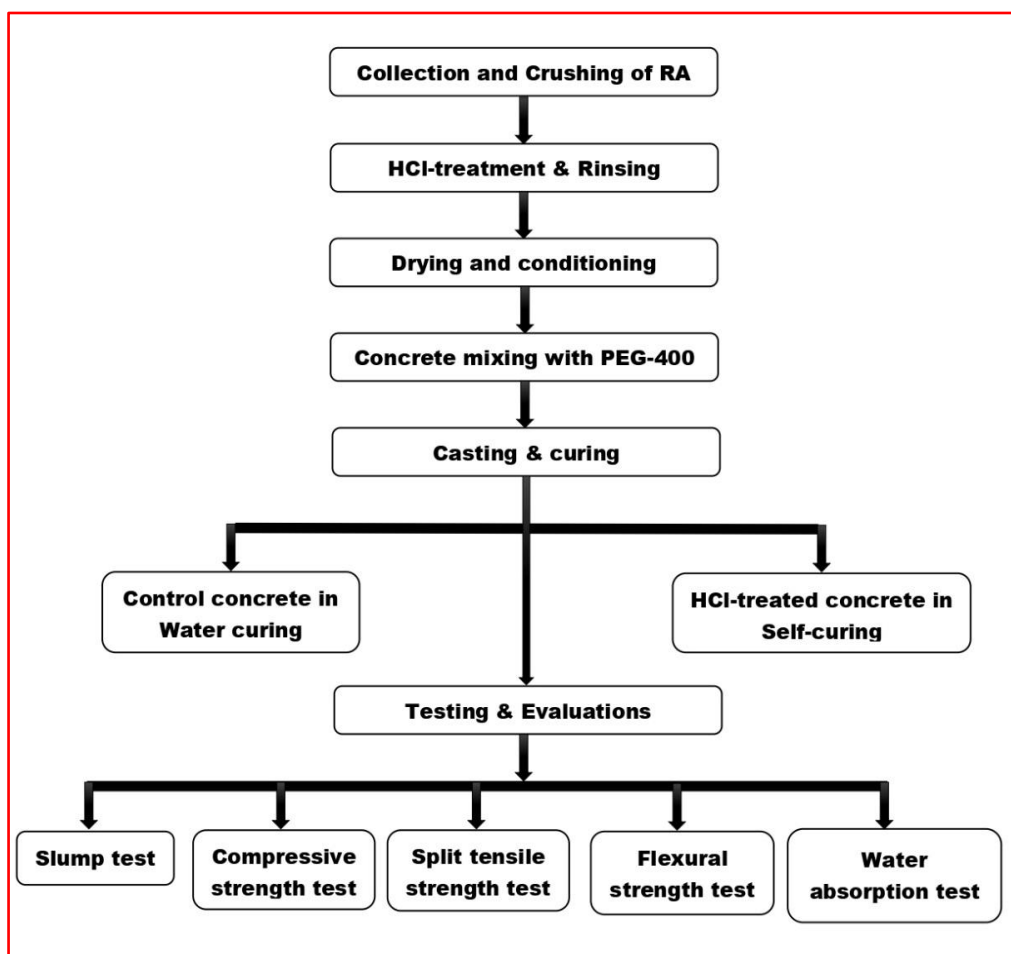 Collection and Crushing of RA
HCl-treatment & Rinsing
Drying and conditioning
Concrete mixing with PEG-400
Casting & curing
Control concrete in
Water curing
HCl-treated concrete in
Self-curing
Testing & Evaluations
Slump test
Compressive
strength test
Split tensile
strength test
Flexural
strength test
Water
absorption test